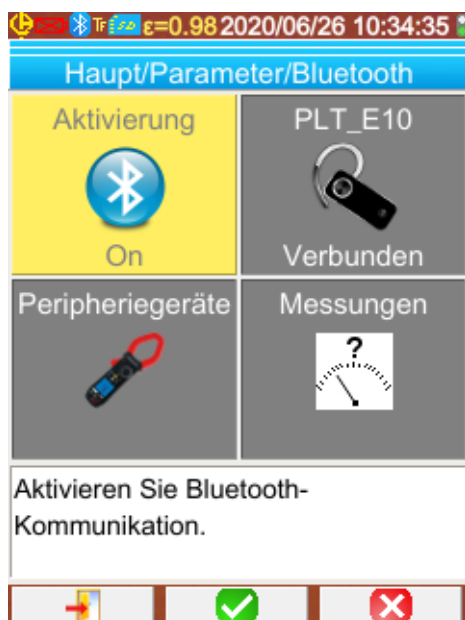 TF ε=0.98 2020/06/26 10:34:35
Haupt/Parameter/Bluetooth
Aktivierung
On
PLT_E10
Verbunden
Peripheriegeräte
Messungen
?
Aktivieren Sie Bluetooth-
Kommunikation.